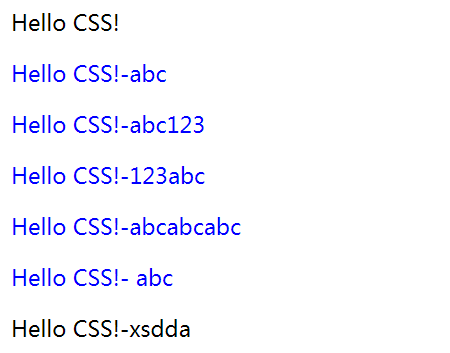 Hello CSS!
Hello CSS!-abc
Hello CSS!-abc123
Hello CSS!-123abc
Hello CSS!-abcabcabc
Hello CSS!- abc
Hello CSS!-xsdda